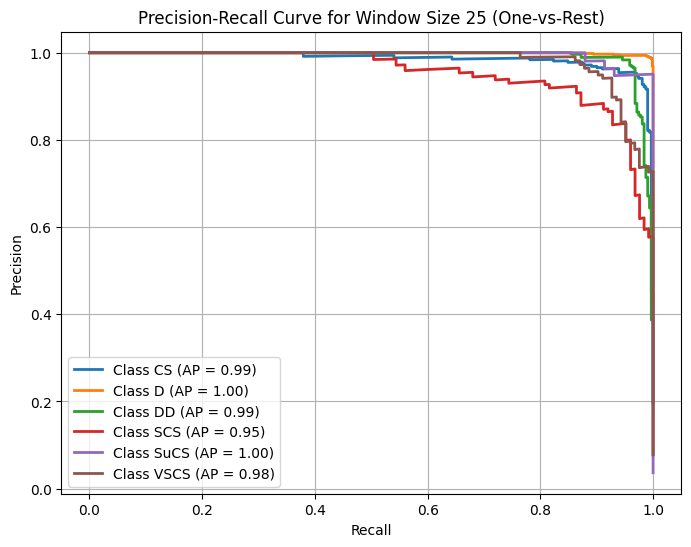 Precision-Recall Curve for Window Size 25 (One-vs-Rest)
Precision
1.0
0.8
0.6
0.4
0.2
0.0
Class CS (AP = 0.99)
Class D (AP = 1.00)
Class DD (AP = 0.99)
Class SCS (AP = 0.95)
Class SuCS (AP = 1.00)
Class VSCS (AP = 0.98)
0.0 0.2 0.4 0.6 0.8 1.0
Recall